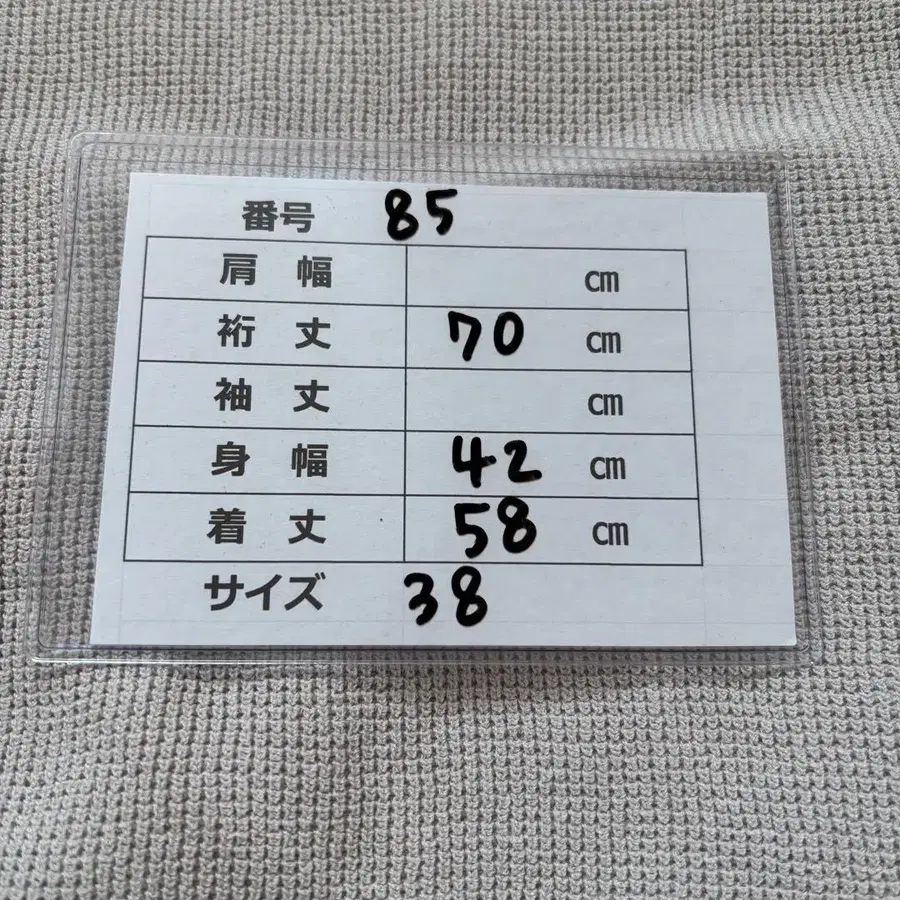 番号 85
肩幅 cm
裄丈 70 cm
袖丈 cm
身幅 42 cm
着丈 58 cm
サイズ 38